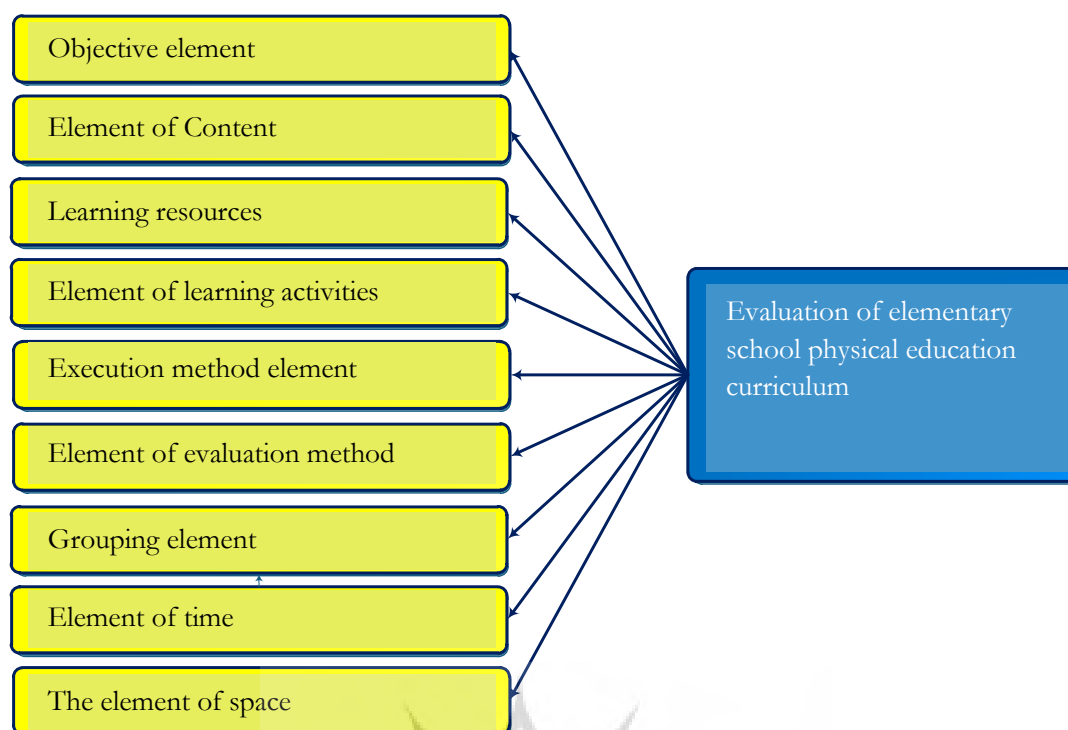 Objective element
Element of Content
Learning resources
Element of learning activities
Execution method element
Element of evaluation method
Grouping element
Element of time
The element of space
Evaluation of elementary
school physical education
curriculum